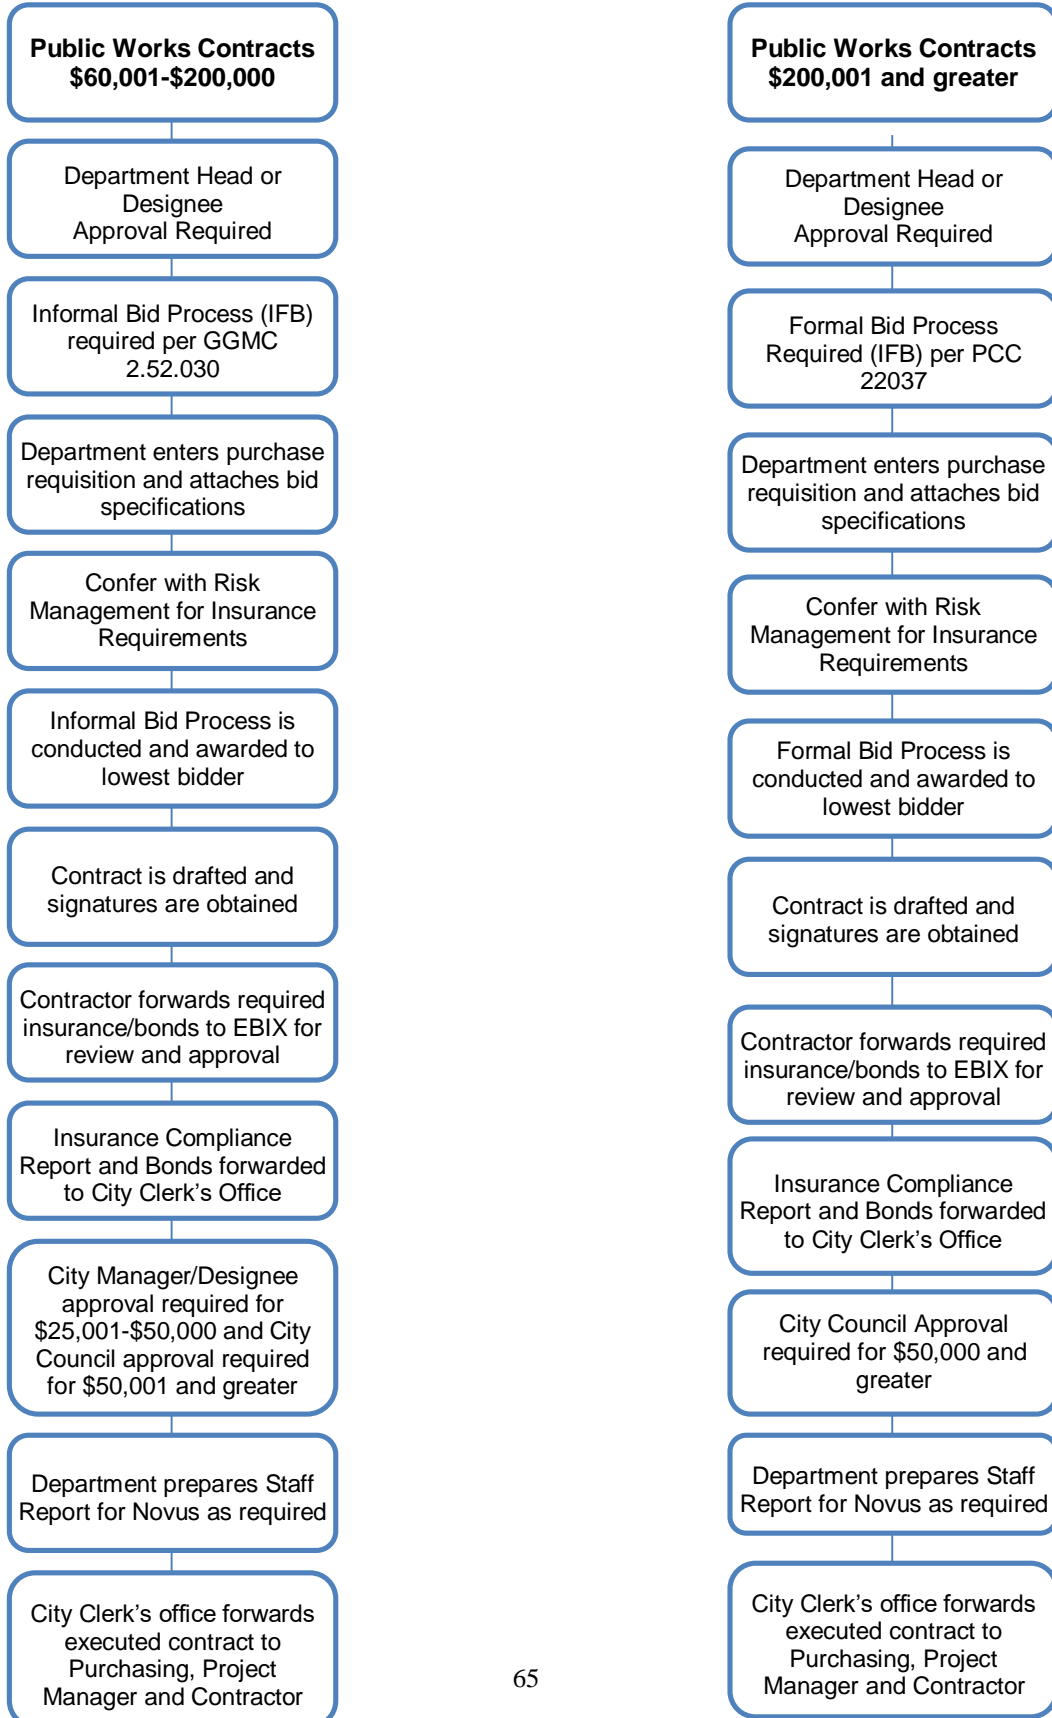 Public Works Contracts
$60,001-$200,000
Department Head or
Designee
Approval Required
Informal Bid Process (IFB)
required per GGMC
2.52.030
Department enters purchase
requisition and attaches bid
specifications
Confer with Risk
Management for Insurance
Requirements
Informal Bid Process is
conducted and awarded to
lowest bidder
Contract is drafted and
signatures are obtained
Contractor forwards required
insurance/bonds to EBIX for
review and approval
Insurance Compliance
Report and Bonds forwarded
to City Clerk’s Office
City Manager/Designee
approval required for
$25,001-$50,000 and City
Council approval required
for $50,001 and greater
Department prepares Staff
Report for Novus as required
City Clerk’s office forwards
executed contract to
Purchasing, Project
Manager and Contractor
Public Works Contracts
$200,001 and greater
Department Head or
Designee
Approval Required
Formal Bid Process
Required (IFB) per PCC
22037
Department enters purchase
requisition and attaches bid
specifications
Confer with Risk
Management for Insurance
Requirements
Formal Bid Process is
conducted and awarded to
lowest bidder
Contract is drafted and
signatures are obtained
Contractor forwards required
insurance/bonds to EBIX for
review and approval
Insurance Compliance
Report and Bonds forwarded
to City Clerk’s Office
City Council Approval
required for $50,000 and
greater
Department prepares Staff
Report for Novus as required
City Clerk’s office forwards
executed contract to
Purchasing, Project
Manager and Contractor
65